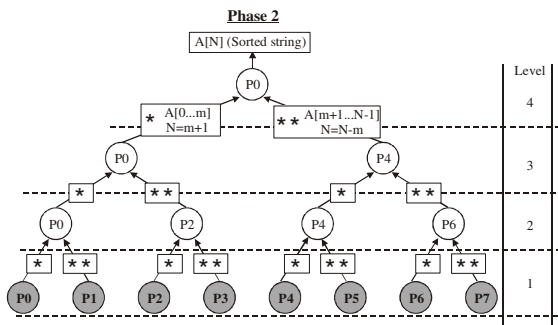 Phase 2
A[N] (Sorted string)
Level
P0
4
* A[0...m]
N=m+1
** A[m+1...N-1]
N=N-m
P0
P4
3
*
**
*
**
P0
P2
P4
P6
2
*
**
*
**
*
**
*
**
1
P0
P1
P2
P3
P4
P5
P6
P7